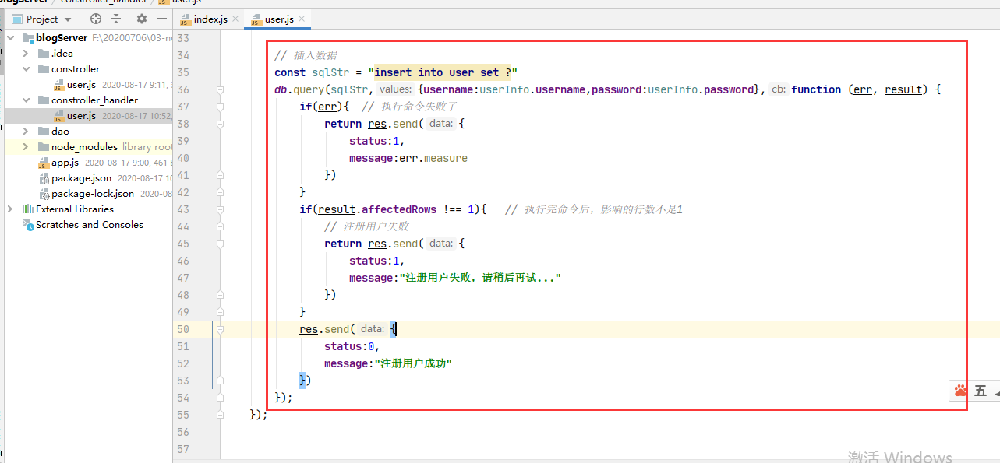 blogServer constroller_handler user.js
Project index.js user.js
blogServer F:\20200706\03-n
.idea
constroller
user.js 2020-08-17 9:11,
constroller_handler
user.js 2020-08-17 10:52,
dao
node_modules library root
app.js 2020-08-17 9:00, 461 B
package.json 2020-08-17 10
package-lock.json 2020-08
External Libraries
Scratches and Consoles
33
34 // 插入数据
35 const sqlStr = "insert into user set ?"
36 db.query(sqlStr, values: {username:userInfo.username,password:userInfo.password}, cb: function (err, result) {
37 if(err){ // 执行命令失败了
38 return res.send( data: {
39 status:1,
40 message:err.measure
41 })
42 }
43 if(result.affectedRows !== 1){ // 执行完命令后，影响的行数不是1
44 // 注册用户失败
45 return res.send( data: {
46 status:1,
47 message:"注册用户失败，请稍后再试..."
48 })
49 }
50 res.send( data: {
51 status:0,
52 message:"注册用户成功"
53 })
54 });
55 });
56
57
五
激活 Windows